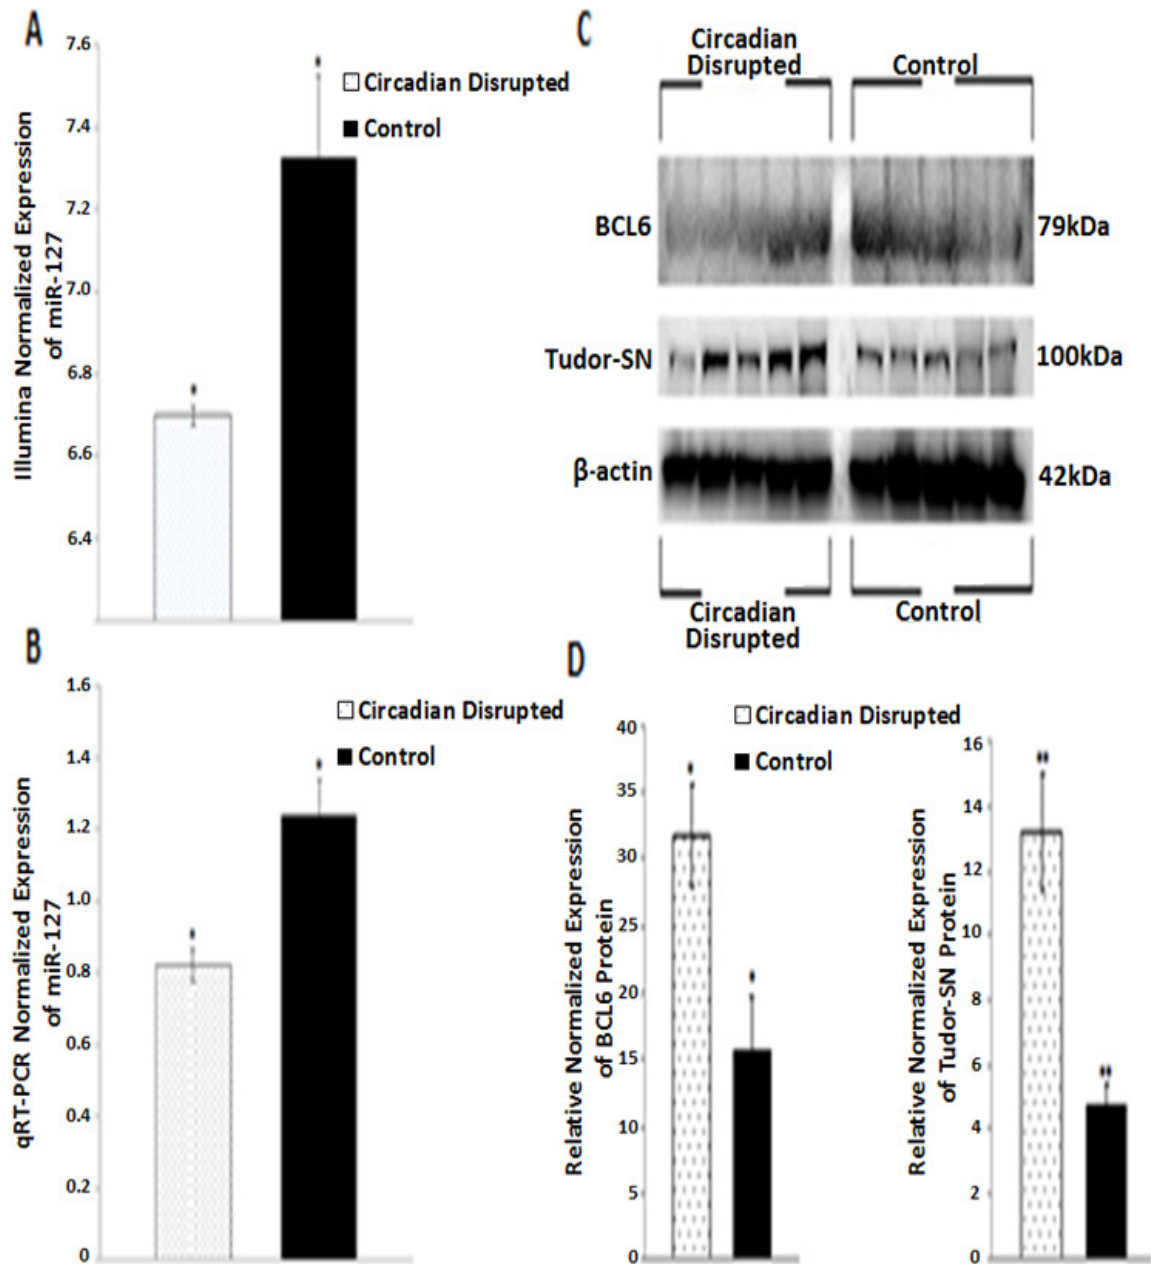 A
7.6
7.4
7.2
7.0
6.8
6.6
6.4
Illumina Normalized Expression
of miR-127
Circadian Disrupted
Control
C
Circadian
Disrupted
Control
BCL6
79kDa
Tudor-SN
100kDa
β-actin
42kDa
Circadian
Disrupted
Control
B
1.6
1.4
1.2
1.0
0.8
0.6
0.4
0.2
0
qRT-PCR Normalized Expression
of miR-127
Circadian Disrupted
Control
D
Circadian Disrupted
Control
40
35
30
25
20
15
10
5
0
Relative Normalized Expression
of BCL6 Protein
16
14
12
10
8
6
4
2
0
Relative Normalized Expression
of Tudor-SN Protein